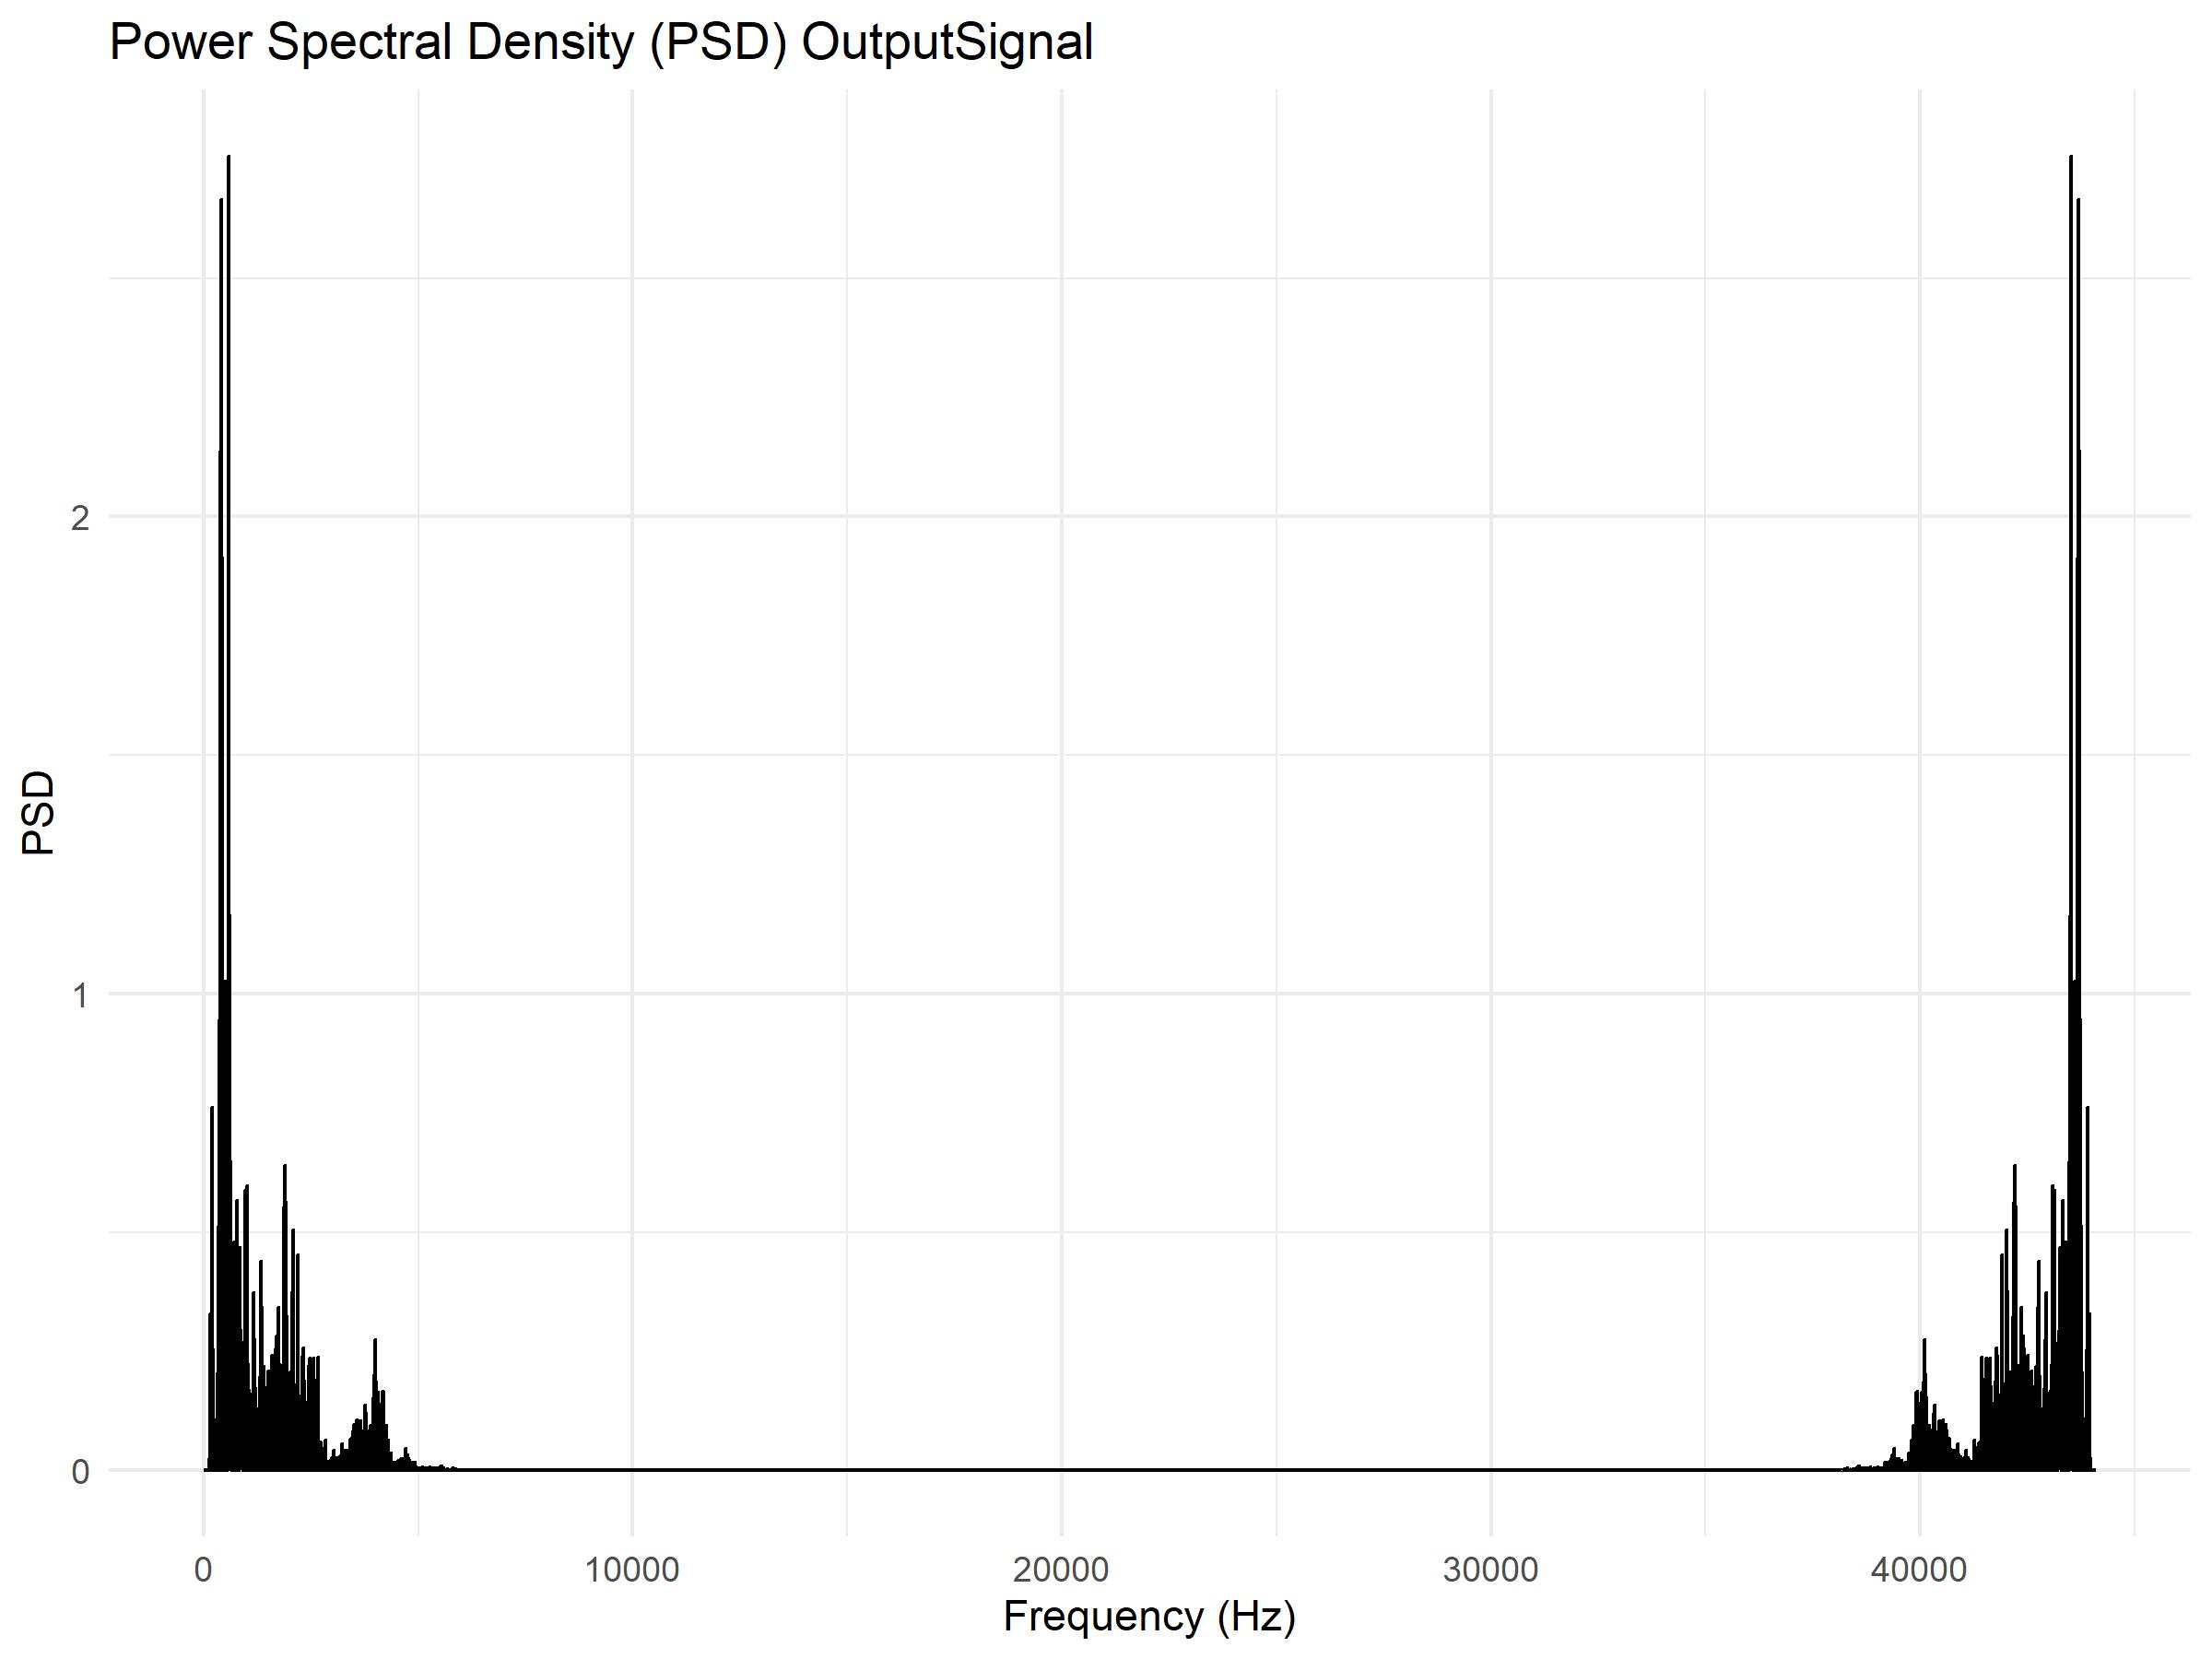 Power Spectral Density (PSD) OutputSignal
PSD
2
1
0
0 10000 20000 30000 40000
Frequency (Hz)